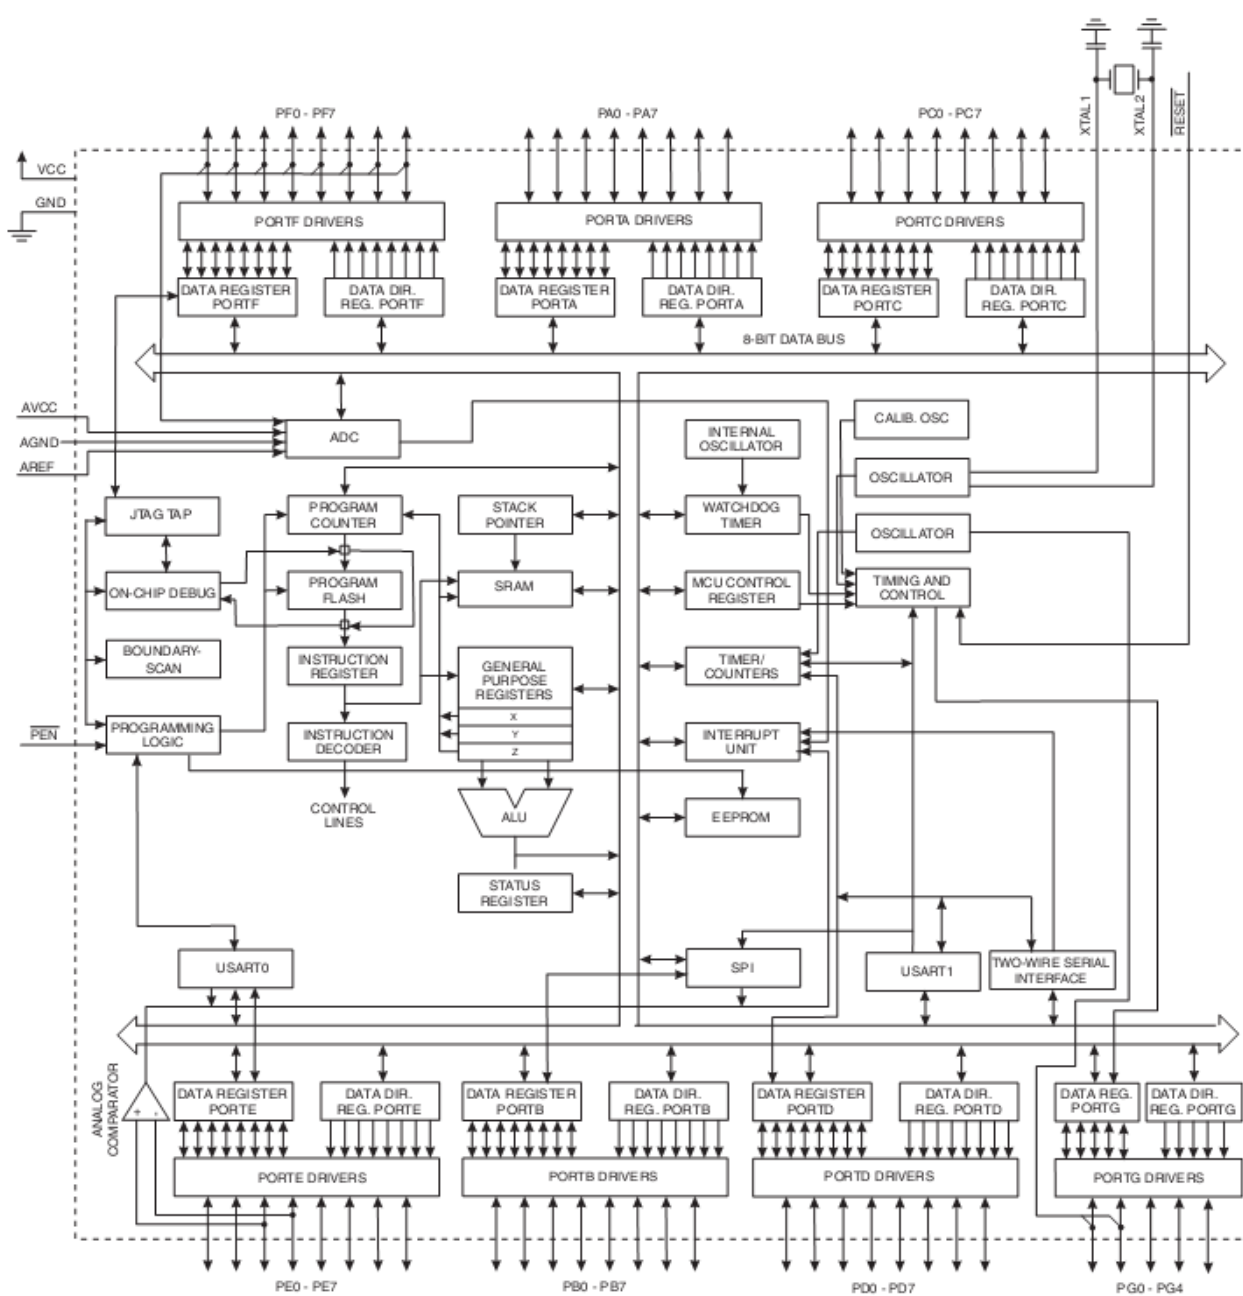 XTAL1
XTAL2
RESET
PF0 - PF7
PA0 - PA7
PC0 - PC7
VCC
GND
PORTF DRIVERS
PORTA DRIVERS
PORTC DRIVERS
DATA REGISTER
PORTF
DATA DIR.
REG. PORTF
DATA REGISTER
PORTA
DATA DIR.
REG. PORTA
DATA REGISTER
PORTC
DATA DIR.
REG. PORTC
8-BIT DATA BUS
AVCC
AGND
AREF
ADC
INTERNAL
OSCILLATOR
CALIB. OSC
OSCILLATOR
JTAG TAP
PROGRAM
COUNTER
STACK
POINTER
WATCHDOG
TIMER
OSCILLATOR
ON-CHIP DEBUG
PROGRAM
FLASH
SRAM
MCU CONTROL
REGISTER
TIMING AND
CONTROL
BOUNDARY-
SCAN
INSTRUCTION
REGISTER
GENERAL
PURPOSE
REGISTERS
X
Y
Z
TIMER/
COUNTERS
PEN
PROGRAMMING
LOGIC
INSTRUCTION
DECODER
INTERRUPT
UNIT
CONTROL
LINES
ALU
EEPROM
STATUS
REGISTER
USART0
SPI
USART1
TWO-WIRE SERIAL
INTERFACE
ANALOG
COMPARATOR
+
-
DATA REGISTER
PORTE
DATA DIR.
REG. PORTE
DATA REGISTER
PORTB
DATA DIR.
REG. PORTB
DATA REGISTER
PORTD
DATA DIR.
REG. PORTD
DATA REG.
PORTG
DATA DIR.
REG. PORTG
PORTE DRIVERS
PORTB DRIVERS
PORTD DRIVERS
PORTG DRIVERS
PE0 - PE7
PB0 - PB7
PD0 - PD7
PG0 - PG4